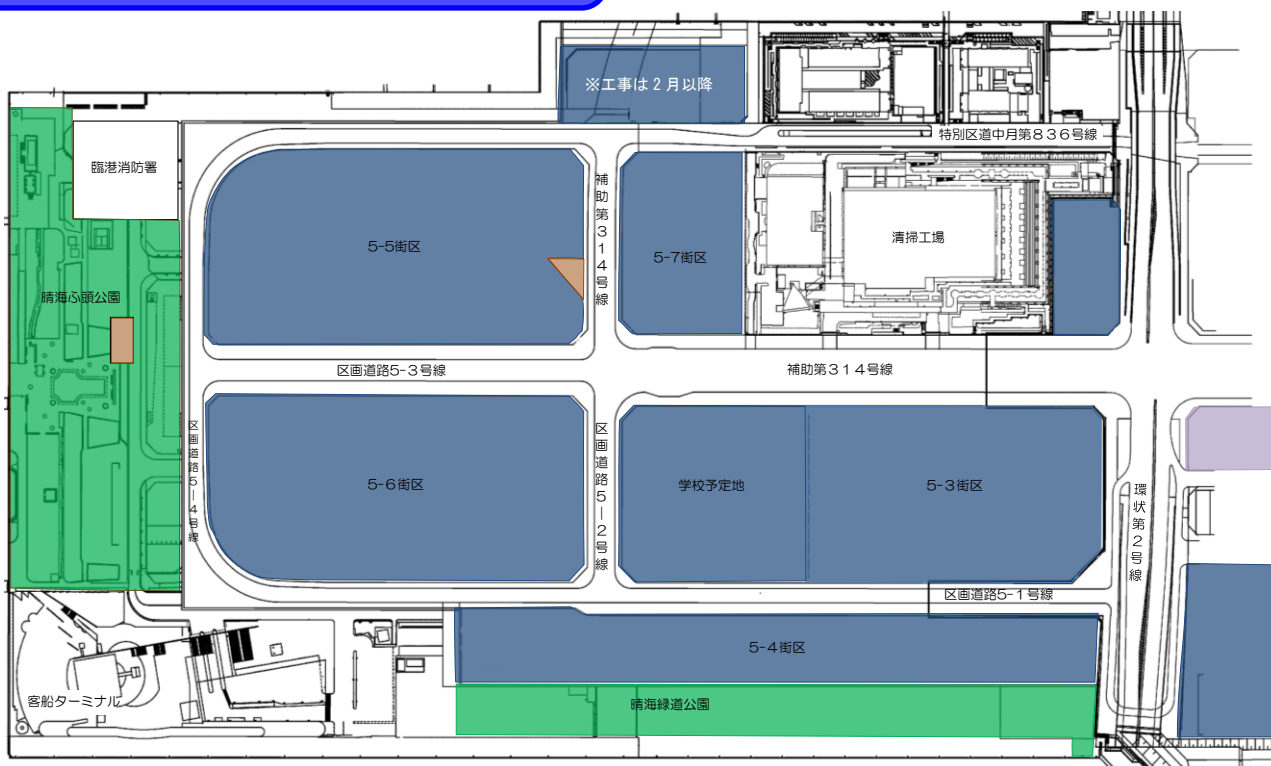 ※工事は2月以降
特別区道中月第836号線
臨港消防署
補助第314号線
清掃工場
5-5街区
5-7街区
晴海ふ頭公園
区画道路5-3号線
補助第314号線
区画道路5―4号線
区画道路5―2号線
5-6街区
学校予定地
5-3街区
環状第2号線
区画道路5-1号線
5-4街区
客船ターミナル
晴海緑道公園